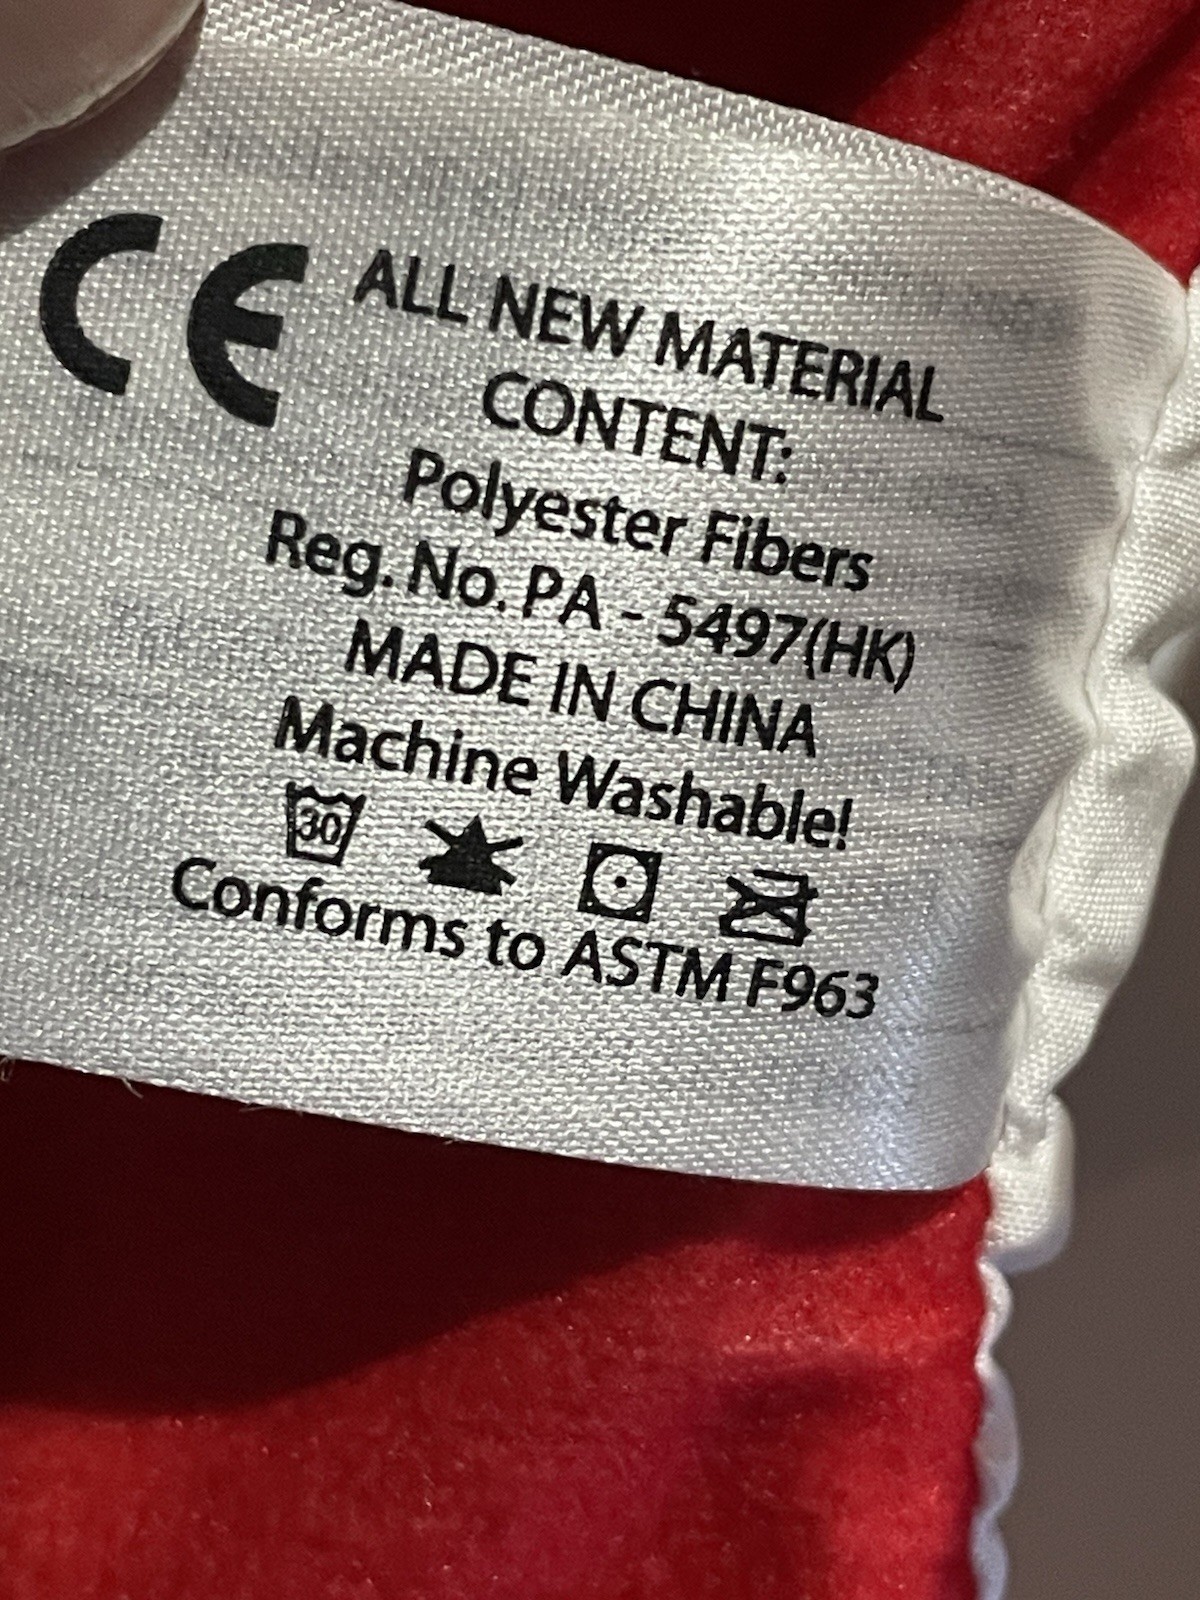 CE
ALL NEW MATERIAL
CONTENT:
Polyester Fibers
Reg. No. PA - 5497(HK)
MADE IN CHINA
Machine Washable!
30
Conforms to ASTM F963